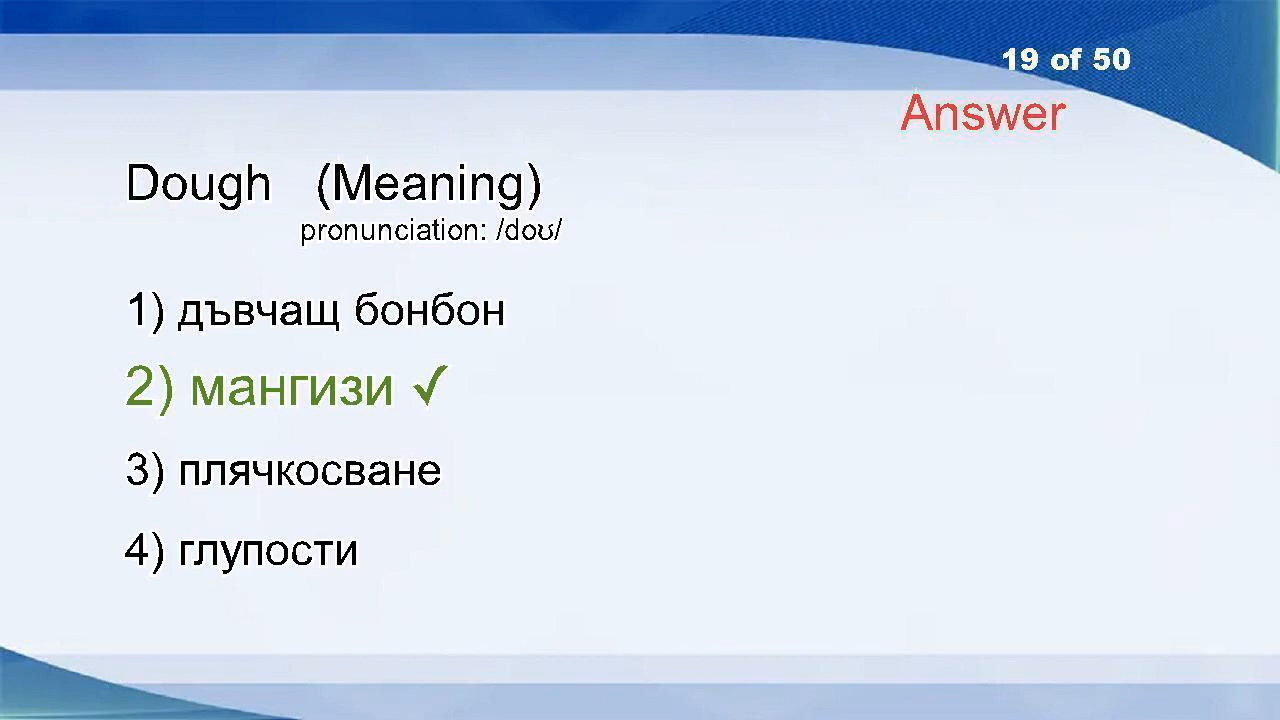 19 of 50
Answer
Dough (Meaning)
pronunciation: /doʊ/
1) дъвчащ бонбон
2) мангизи ✓
3) плячкосване
4) глупости